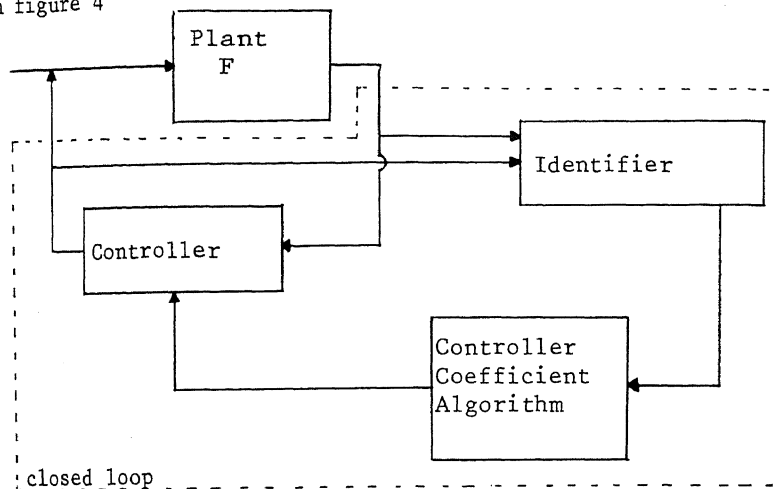 n figure 4
Plant
F
Identifier
Controller
Controller
Coefficient
Algorithm
closed loop